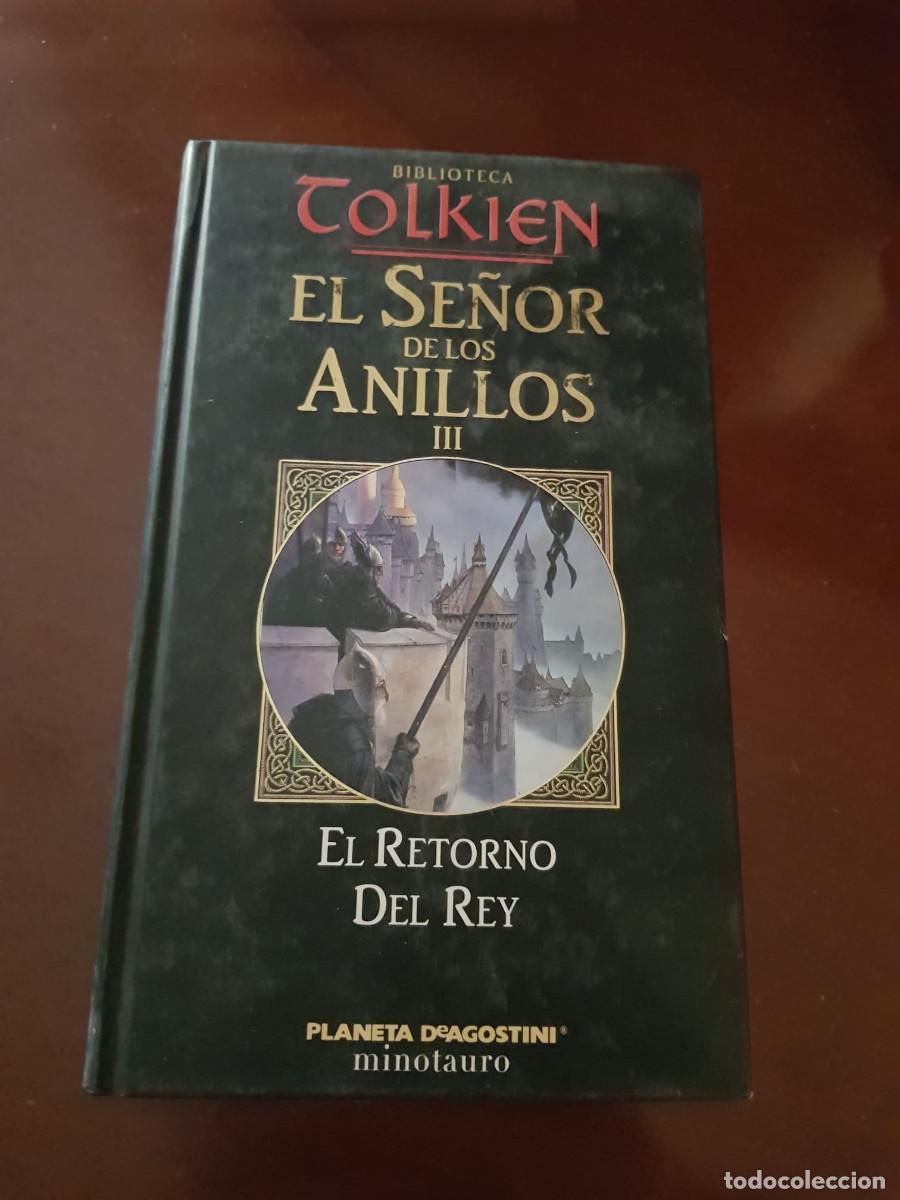 BIBLIOTECA
TOLKIEN
EL SEÑOR
DE LOS
ANILLOS
III
EL RETORNO
DEL REY
PLANETA DeAGOSTINI®
minotauro
todocoleccion